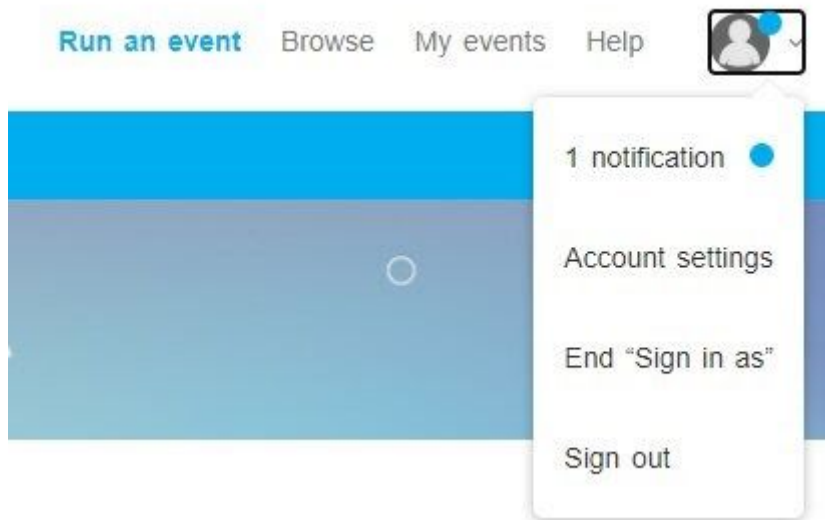 Run an event Browse My events Help
1 notification
Account settings
End “Sign in as”
Sign out